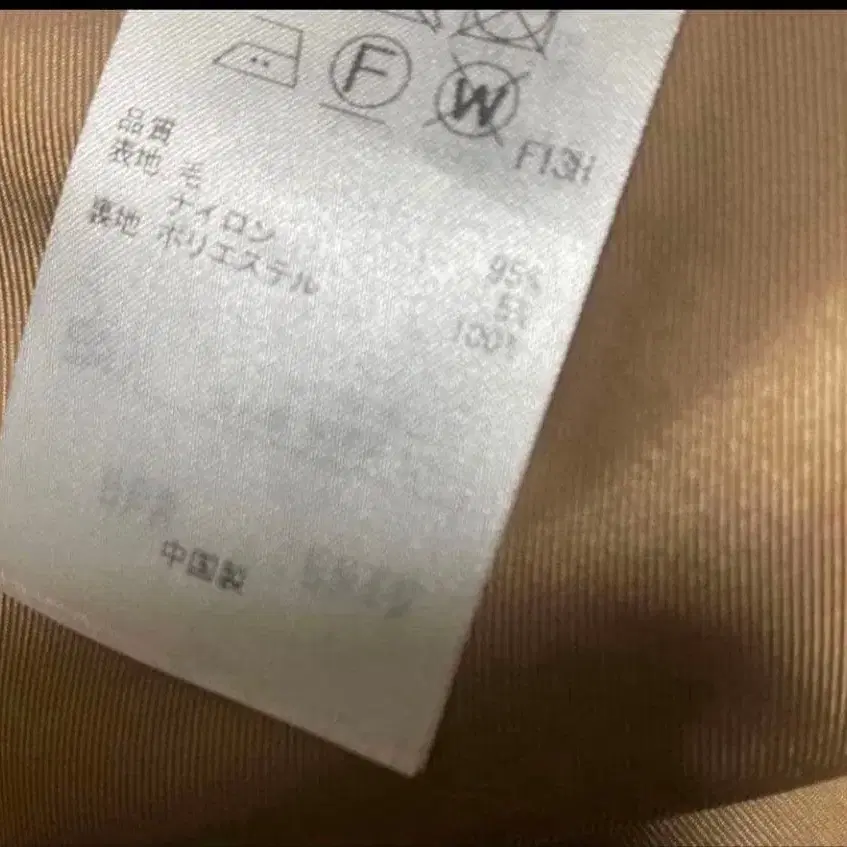 F
W
F13H
品質
表地 毛 95%
ナイロン 5%
裏地 ポリエステル 100%
中国製